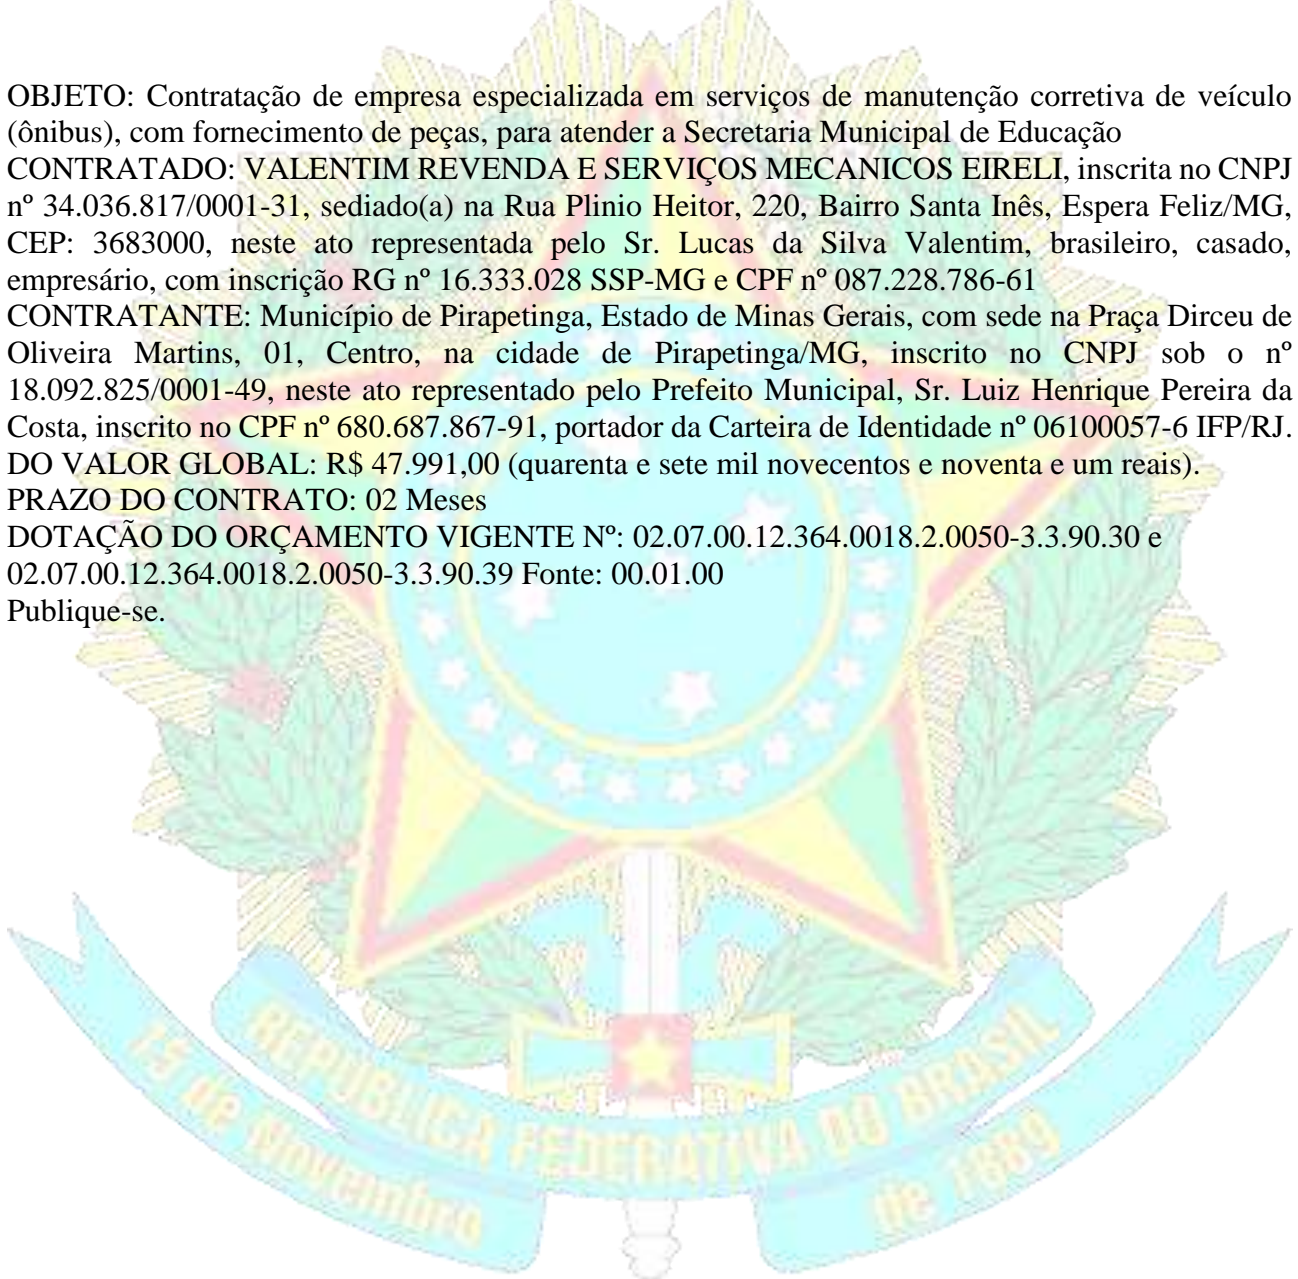 OBJETO: Contratação de empresa especializada em serviços de manutenção corretiva de veículo
(ônibus), com fornecimento de peças, para atender a Secretaria Municipal de Educação
CONTRATADO: VALENTIM REVENDA E SERVIÇOS MECANICOS EIRELI, inscrita no CNPJ
nº 34.036.817/0001-31, sediado(a) na Rua Plinio Heitor, 220, Bairro Santa Inês, Espera Feliz/MG,
CEP: 3683000, neste ato representada pelo Sr. Lucas da Silva Valentim, brasileiro, casado,
empresário, com inscrição RG nº 16.333.028 SSP-MG e CPF nº 087.228.786-61
CONTRATANTE: Município de Pirapetinga, Estado de Minas Gerais, com sede na Praça Dirceu de
Oliveira Martins, 01, Centro, na cidade de Pirapetinga/MG, inscrito no CNPJ sob o nº
18.092.825/0001-49, neste ato representado pelo Prefeito Municipal, Sr. Luiz Henrique Pereira da
Costa, inscrito no CPF nº 680.687.867-91, portador da Carteira de Identidade nº 06100057-6 IFP/RJ.
DO VALOR GLOBAL: R$ 47.991,00 (quarenta e sete mil novecentos e noventa e um reais).
PRAZO DO CONTRATO: 02 Meses
DOTAÇÃO DO ORÇAMENTO VIGENTE Nº: 02.07.00.12.364.0018.2.0050-3.3.90.30 e
02.07.00.12.364.0018.2.0050-3.3.90.39 Fonte: 00.01.00
Publique-se.
REPÚBLICA FEDERATIVA DO BRASIL
15 de Novembro
de 1889